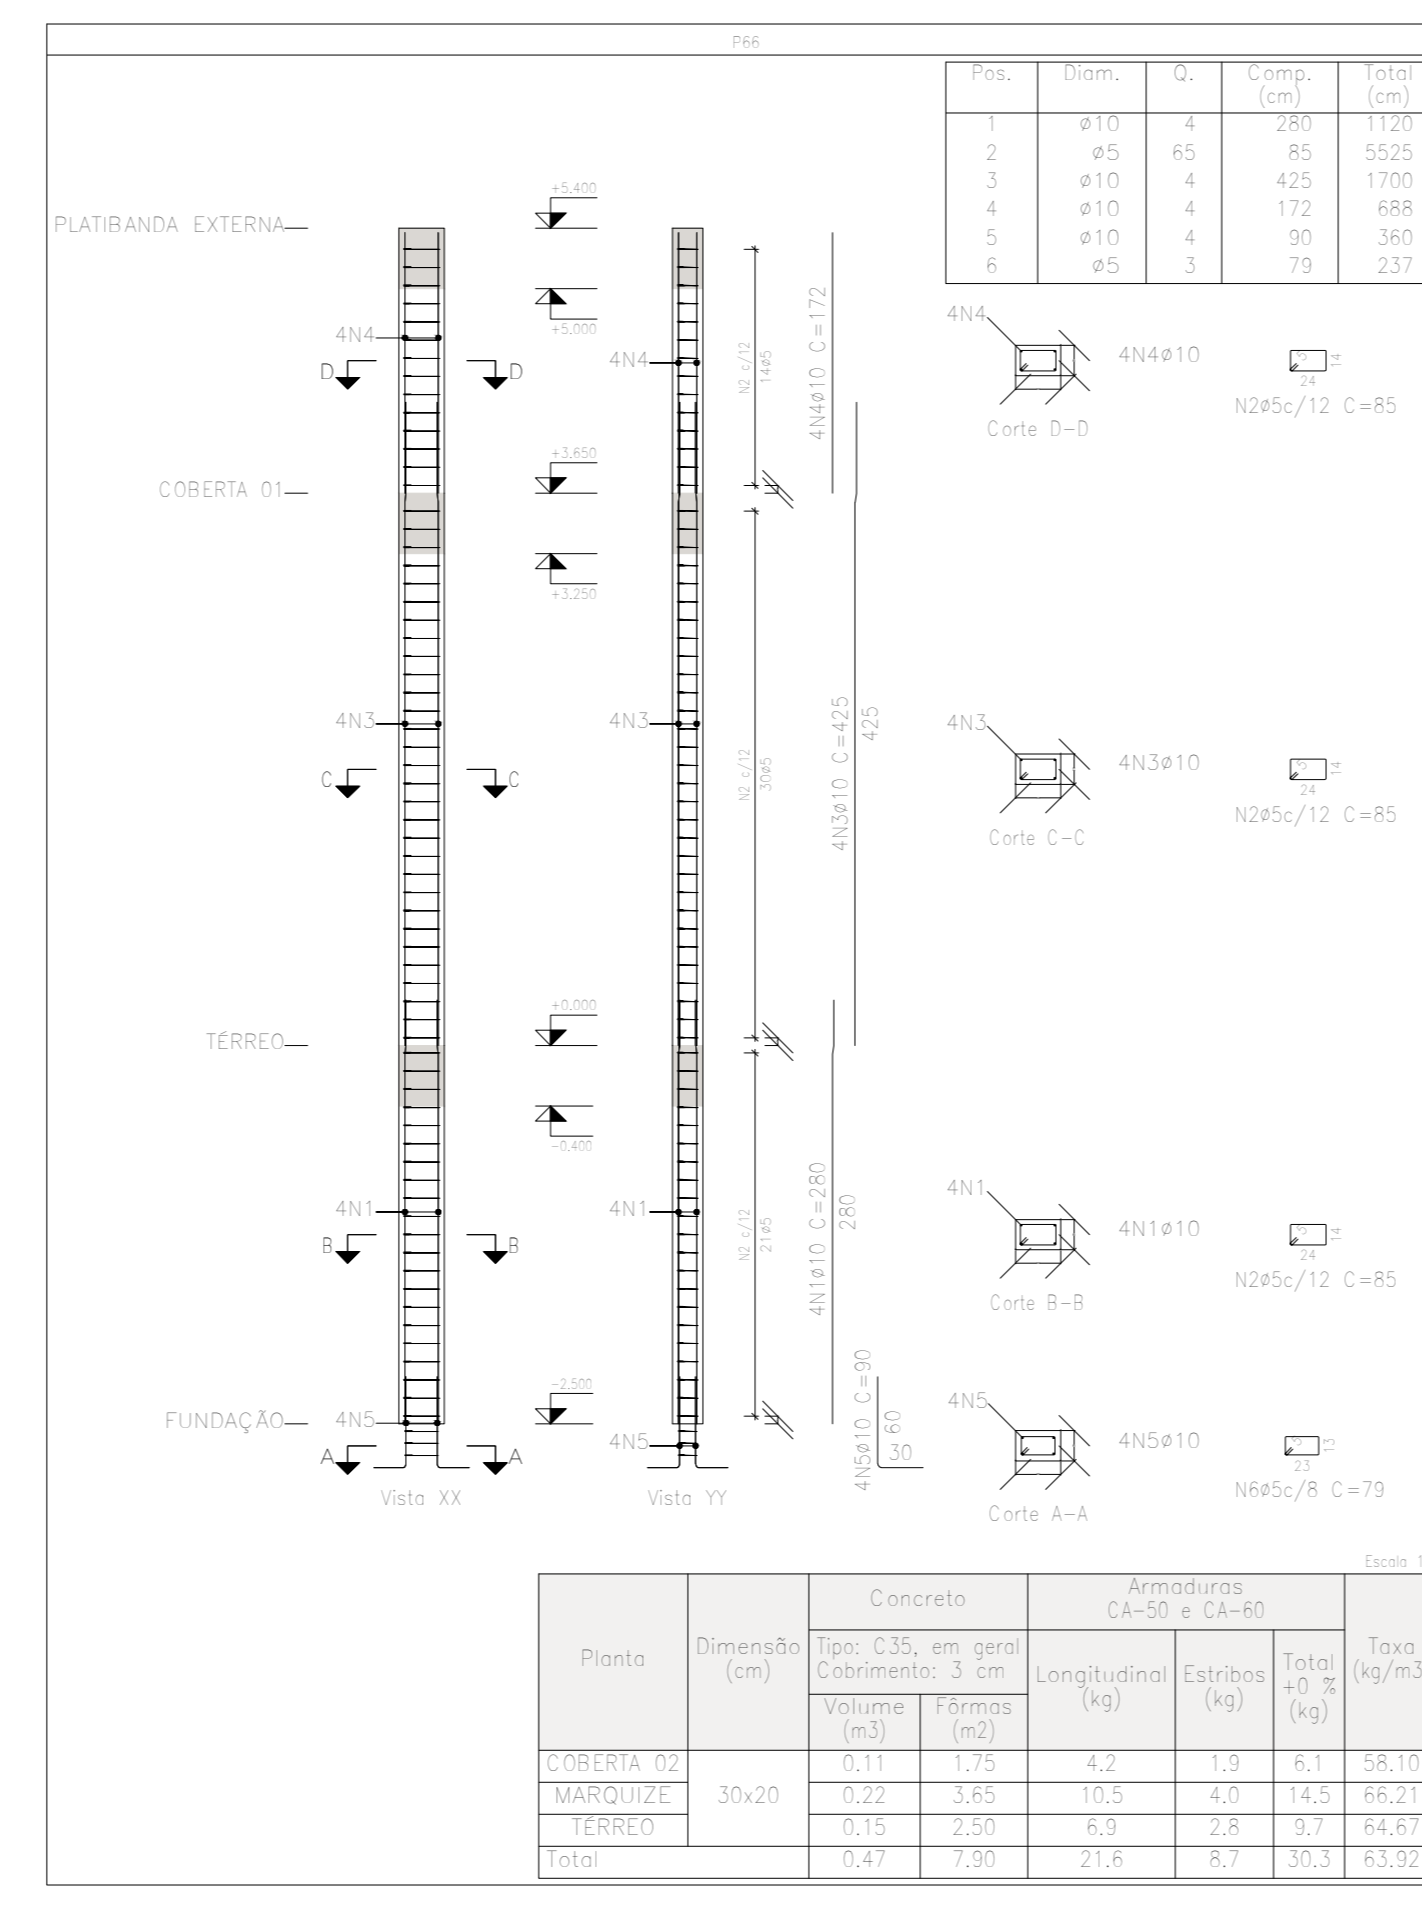 P66
Pos. Diam. Q. Comp. (cm) Total (cm)
1 ø10 4 280 1120
2 ø5 65 85 5525
3 ø10 4 425 1700
4 ø10 4 172 688
5 ø10 4 90 360
6 ø5 3 79 237
PLATIBANDA EXTERNA
+5.400
+5.000
4N4
D D
4N4
N2 c/12
14ø5
4N4ø10 C=172
4N4
4N4ø10
Corte D-D
5
14
24
N2ø5c/12 C=85
COBERTA 01
+3.650
+3.250
4N3
C C
4N3
N2 c/12
30ø5
4N3ø10 C=425
425
4N3
4N3ø10
Corte C-C
5
14
24
N2ø5c/12 C=85
TÉRREO
+0.000
-0.400
4N1
B B
4N1
N2 c/12
21ø5
4N1ø10 C=280
280
4N1
4N1ø10
Corte B-B
5
14
24
N2ø5c/12 C=85
FUNDAÇÃO
-2.500
4N5
A A
4N5
4N5ø10 C=90
60
30
4N5
4N5ø10
Corte A-A
5
13
23
N6ø5c/8 C=79
Vista XX
Vista YY
Escala 1
Planta
Dimensão
(cm)
Concreto
Tipo: C35, em geral
Cobrimento: 3 cm
Volume
(m3)
Fôrmas
(m2)
Armaduras
CA-50 e CA-60
Longitudinal
(kg)
Estribos
(kg)
Total
+0 %
(kg)
Taxa
(kg/m3
COBERTA 02 0.11 1.75 4.2 1.9 6.1 58.10
MARQUIZE 30x20 0.22 3.65 10.5 4.0 14.5 66.21
TÉRREO 0.15 2.50 6.9 2.8 9.7 64.67
Total 0.47 7.90 21.6 8.7 30.3 63.92